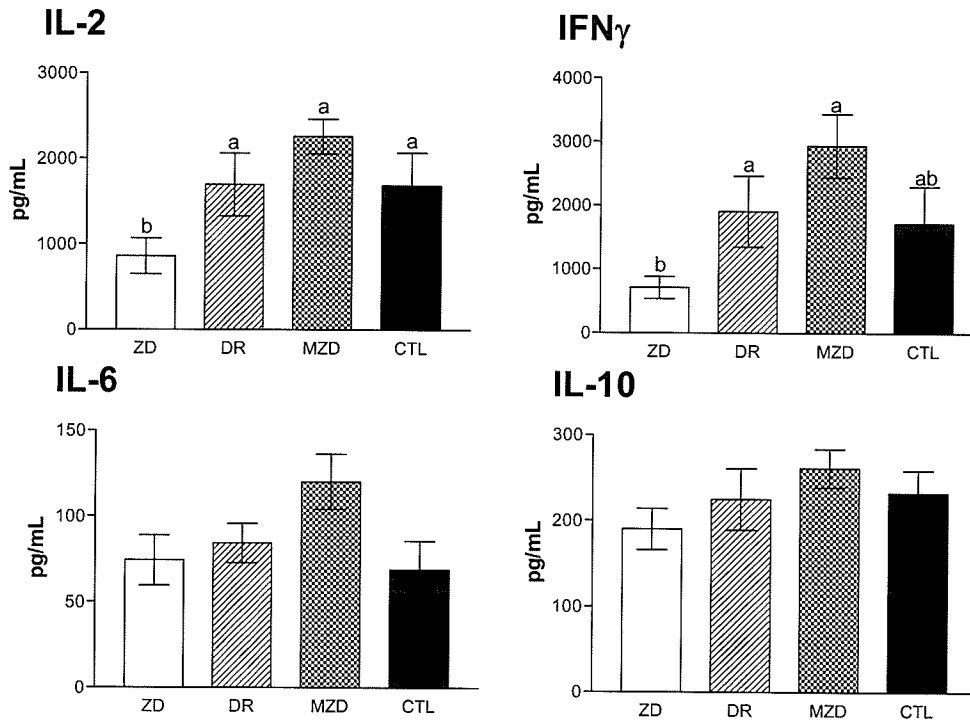 IL-2
3000
2000
1000
0
pg/mL
b
a
a
a
ZD DR MZD CTL
IFNγ
4000
3000
2000
1000
0
pg/mL
b
a
a
ab
ZD DR MZD CTL
IL-6
150
100
50
0
pg/mL
ZD DR MZD CTL
IL-10
300
200
100
0
pg/mL
ZD DR MZD CTL